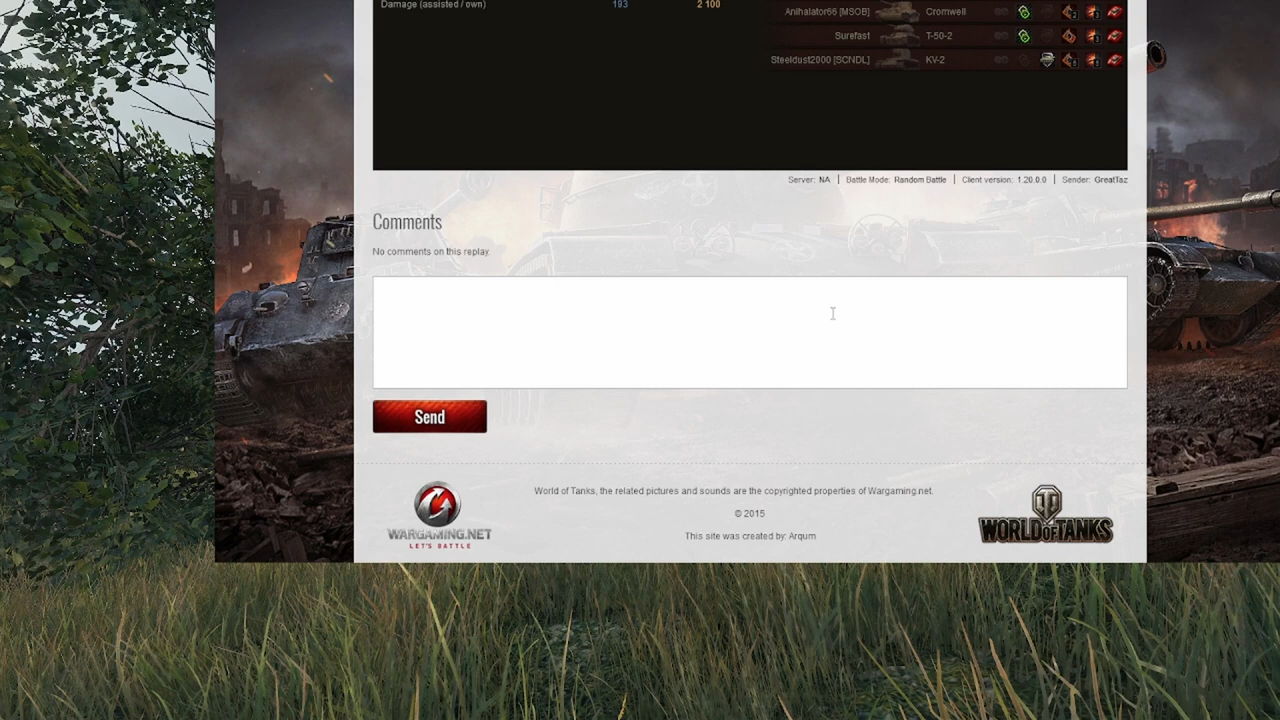 Damage (assisted / own) 193 2 100
Anihalator66 [MSOB] Cromwell
Surefast T-50-2
Steeldust2000 [SCNDL] KV-2
Server: NA | Battle Mode: Random Battle | Client version: 1.20.0.0 | Sender: GreatTaz
Comments
No comments on this replay.
Send
World of Tanks, the related pictures and sounds are the copyrighted properties of Wargaming.net.
© 2015
This site was created by: Arqum
WARGAMING.NET
LET'S BATTLE
WORLD OF TANKS